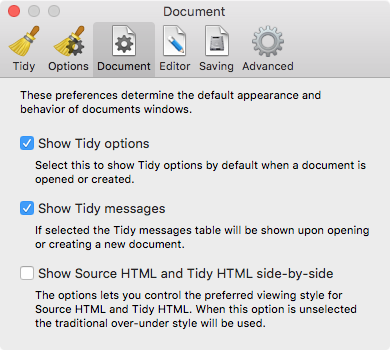 Document
Tidy Options Document Editor Saving Advanced
These preferences determine the default appearance and
behavior of documents windows.
Show Tidy options
Select this to show Tidy options by default when a document is
opened or created.
Show Tidy messages
If selected the Tidy messages table will be shown upon opening
or creating a new document.
Show Source HTML and Tidy HTML side-by-side
The options lets you control the preferred viewing style for
Source HTML and Tidy HTML. When this option is unselected
the traditional over-under style will be used.